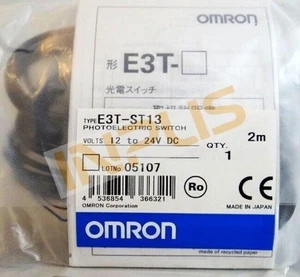 OMRON
形 E3T-□
光電スイッチ
TYPE E3T-ST13
PHOTOELECTRIC SWITCH
VOLTS 12 to 24V DC
2m
QTY.
1
LOTNo 05107
Ro
CE
4 536854 366321
OMRON Corporation
MADE IN JAPAN
OMRON
made of recycled paper